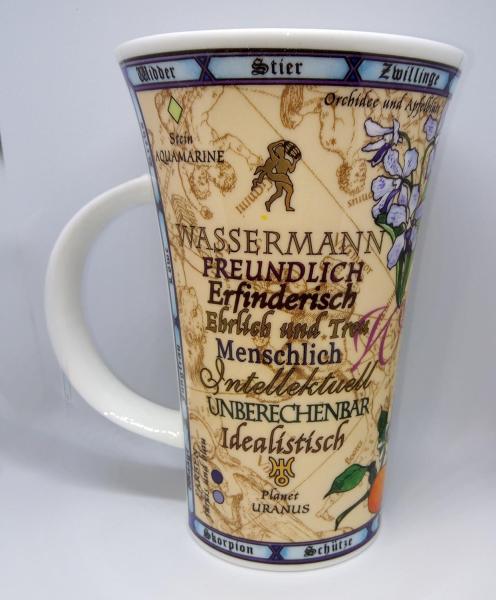 Widder
Stier
Zwillinge
Orchidee und Apfelblüte
Stein
AQUAMARINE
WASSERMANN
FREUNDLICH
Erfinderisch
Ehrlich und Treu
Menschlich
Intellektuell
UNBERECHENBAR
Idealistisch
Planet
URANUS
Skorpion
Schütze